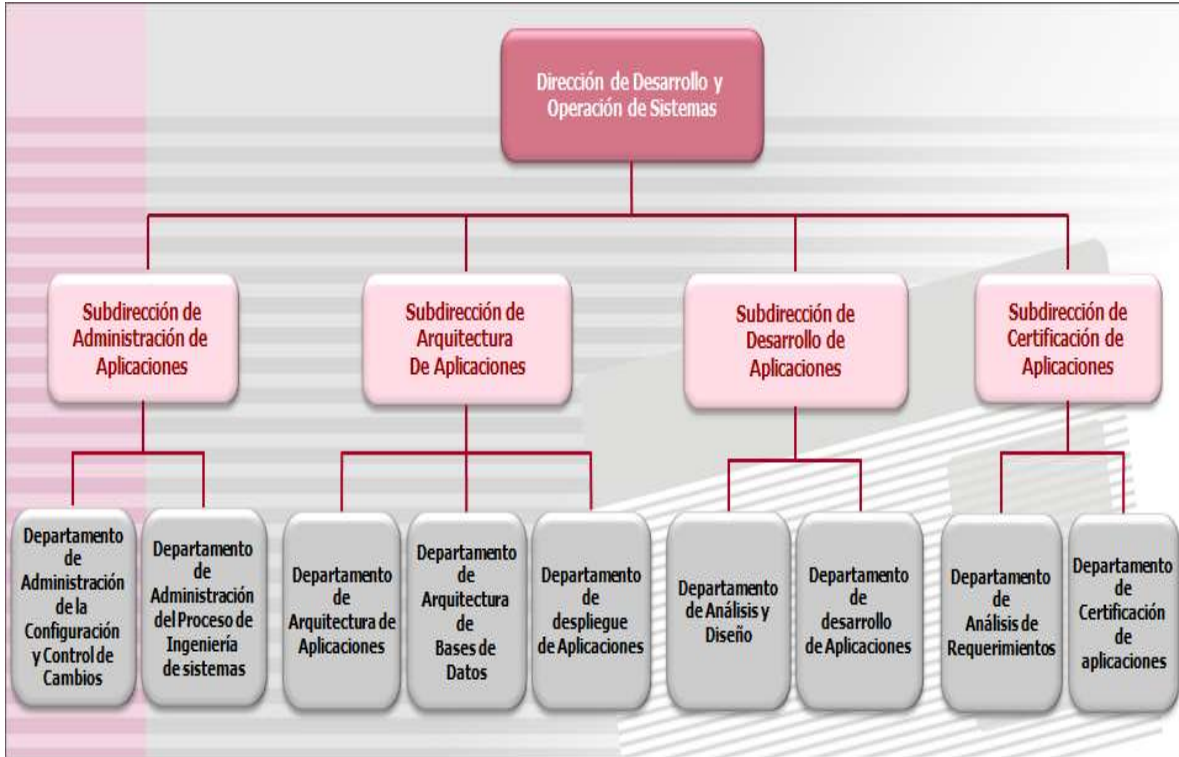 Dirección de Desarrollo y
Operación de Sistemas
Subdirección de
Administración de
Aplicaciones
Subdirección de
Arquitectura
De Aplicaciones
Subdirección de
Desarrollo de
Aplicaciones
Subdirección de
Certificación de
Aplicaciones
Departamento
de
Administración
de la
Configuración
y Control de
Cambios
Departamento
de
Administración
del Proceso de
Ingeniería
de sistemas
Departamento
de
Arquitectura de
Aplicaciones
Departamento
de
Arquitectura
de
Bases de
Datos
Departamento
de
despliegue
de Aplicaciones
Departamento
de Análisis y
Diseño
Departamento
de
desarrollo
de Aplicaciones
Departamento
de
Análisis de
Requerimientos
Departamento
de
Certificación
de
aplicaciones